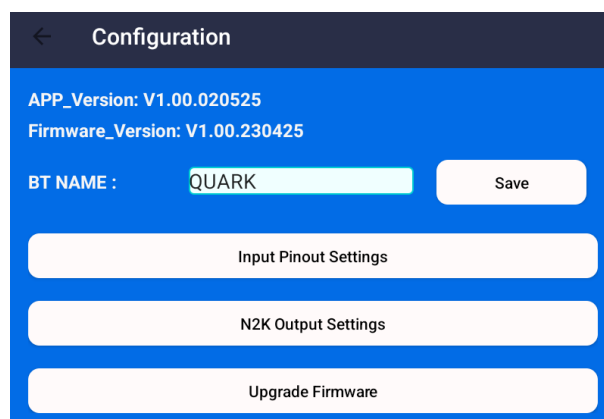 Configuration
APP_Version: V1.00.020525
Firmware_Version: V1.00.230425
BT NAME : QUARK Save
Input Pinout Settings
N2K Output Settings
Upgrade Firmware